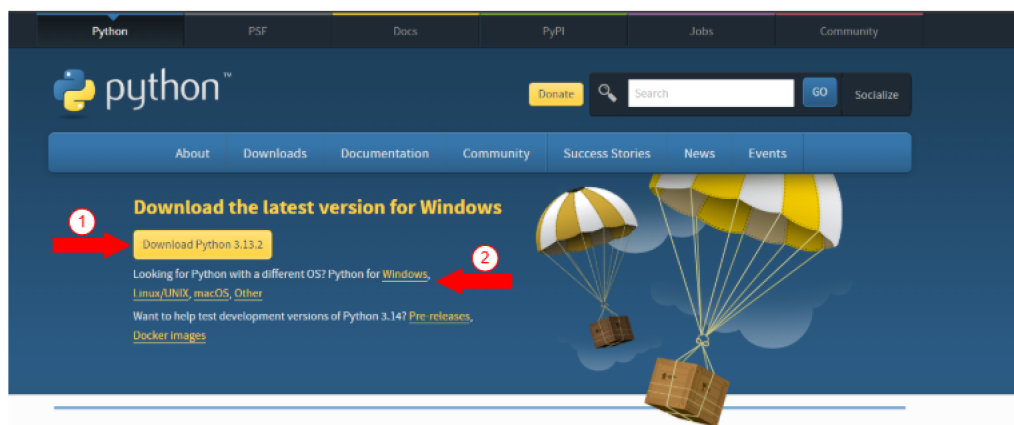 Python PSF Docs PyPI Jobs Community
python™
Donate Search GO Socialize
About Downloads Documentation Community Success Stories News Events
Download the latest version for Windows
1
Download Python 3.13.2
2
Looking for Python with a different OS? Python for Windows,
Linux/UNIX, macOS, Other
Want to help test development versions of Python 3.14? Pre-releases,
Docker images